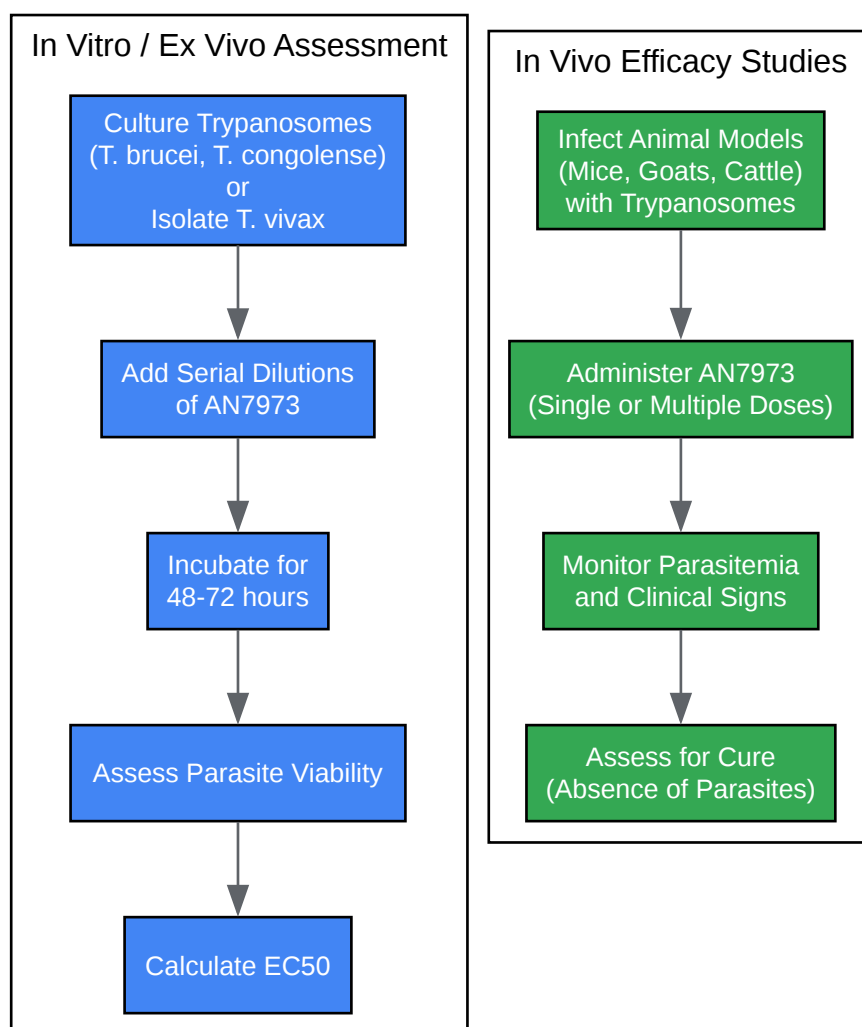 In Vitro / Ex Vivo Assessment
Culture Trypanosomes
(T. brucei, T. congolense)
or
Isolate T. vivax
Add Serial Dilutions
of AN7973
Incubate for
48-72 hours
Assess Parasite Viability
Calculate EC50
In Vivo Efficacy Studies
Infect Animal Models
(Mice, Goats, Cattle)
with Trypanosomes
Administer AN7973
(Single or Multiple Doses)
Monitor Parasitemia
and Clinical Signs
Assess for Cure
(Absence of Parasites)